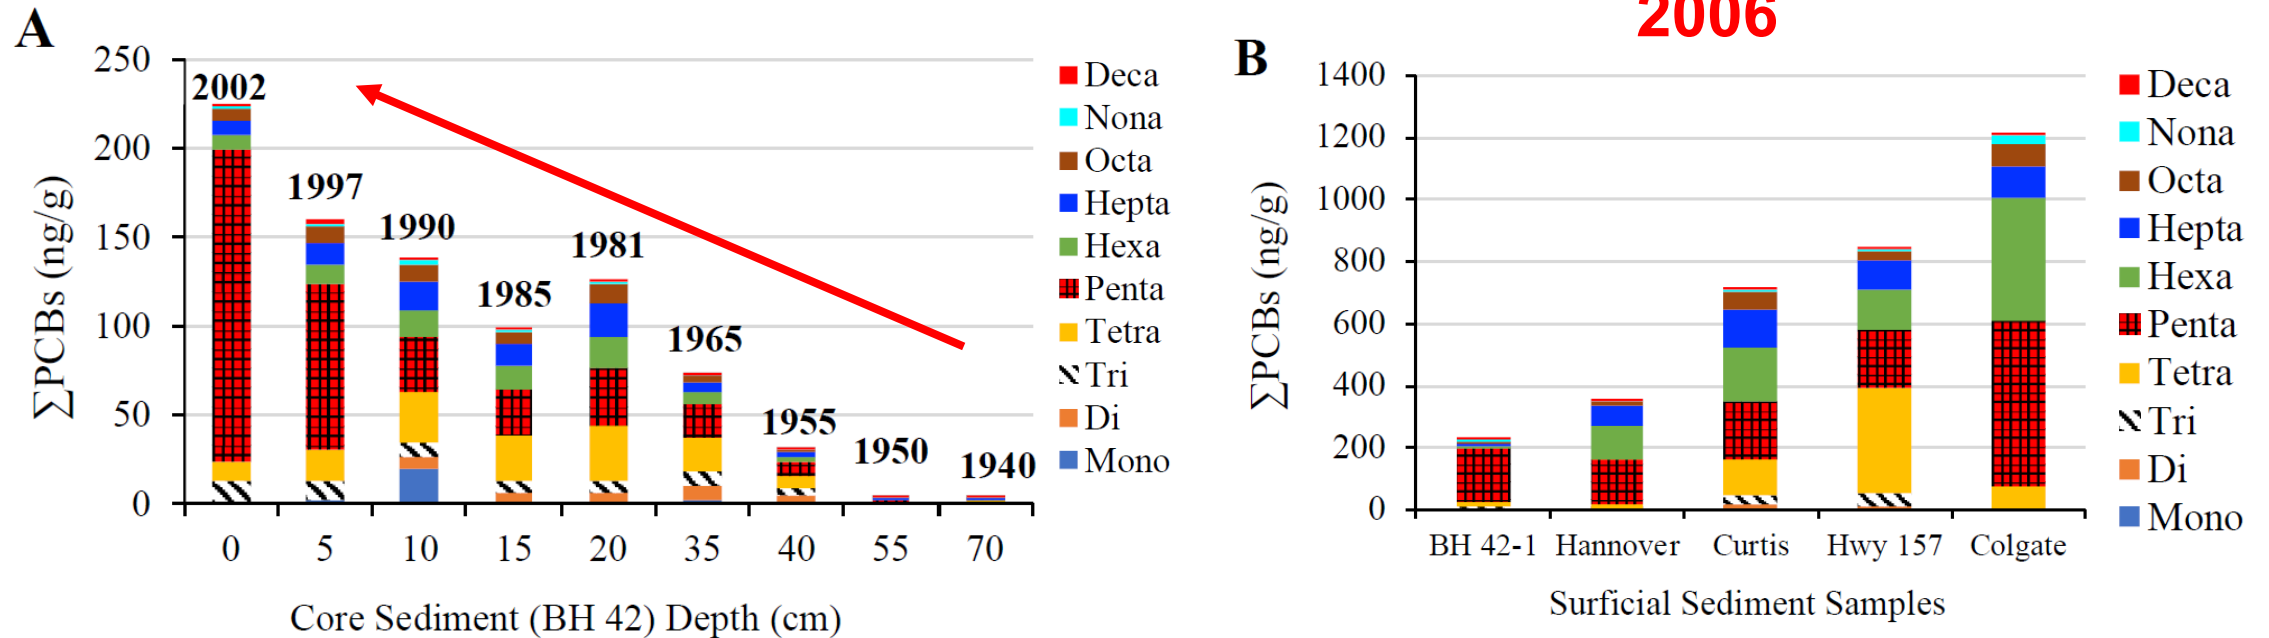 A
250
200
150
100
50
0
∑PCBs (ng/g)
2002
1997
1990
1985
1981
1965
1955
1950
1940
0 5 10 15 20 35 40 55 70
Core Sediment (BH 42) Depth (cm)
Deca
Nona
Octa
Hepta
Hexa
Penta
Tetra
Tri
Di
Mono
2006
B
1400
1200
1000
800
600
400
200
0
∑PCBs (ng/g)
BH 42-1 Hannover Curtis Hwy 157 Colgate
Surficial Sediment Samples
Deca
Nona
Octa
Hepta
Hexa
Penta
Tetra
Tri
Di
Mono